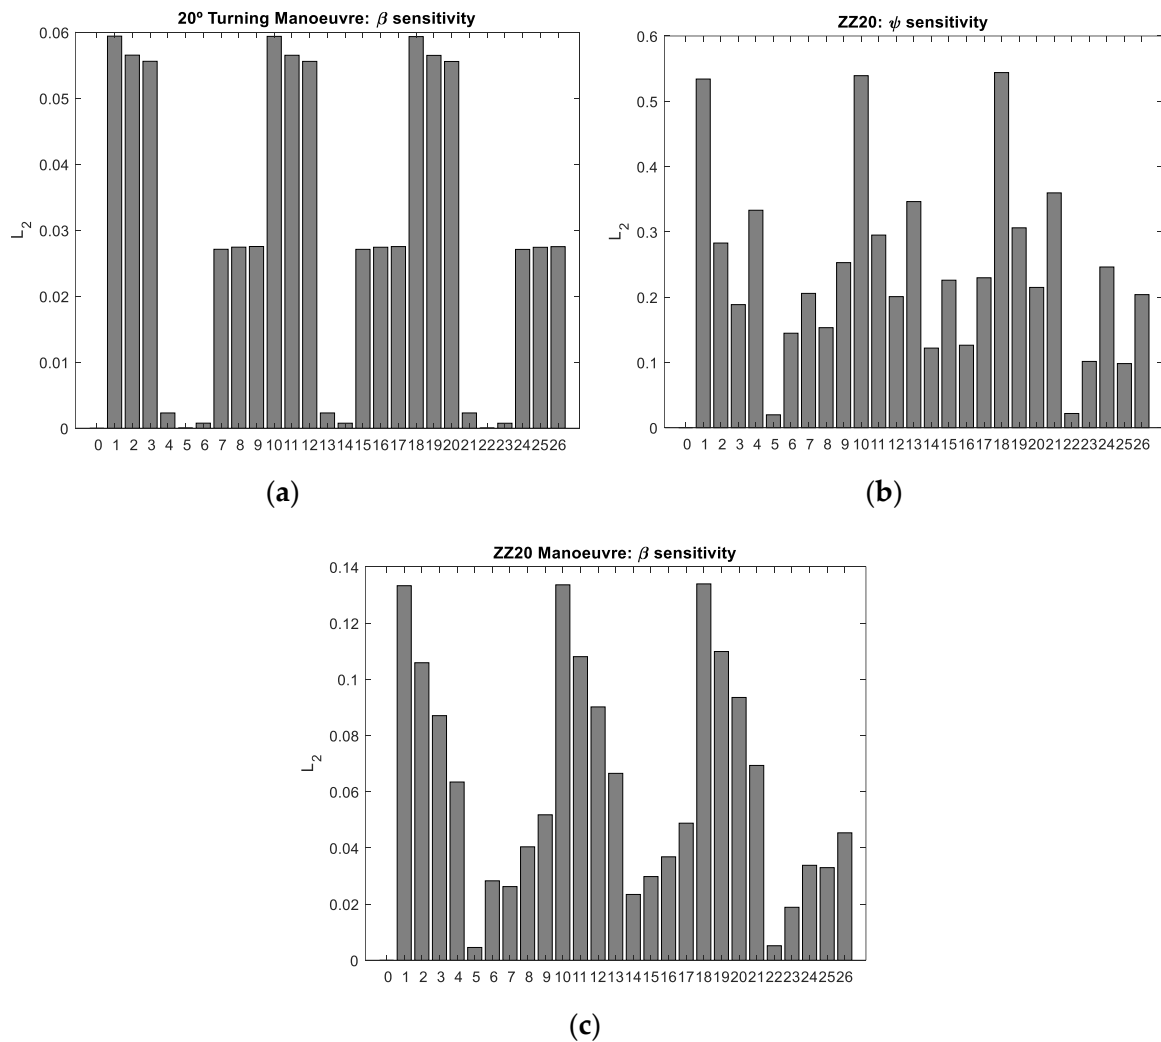 20º Turning Manoeuvre: β sensitivity
0.06
0.05
0.04
0.03
0.02
0.01
0
L2
0 1 2 3 4 5 6 7 8 9 10 11 12 13 14 15 16 17 18 19 20 21 22 23 24 25 26
(a)
ZZ20: ψ sensitivity
0.6
0.5
0.4
0.3
0.2
0.1
0
L2
0 1 2 3 4 5 6 7 8 9 10 11 12 13 14 15 16 17 18 19 20 21 22 23 24 25 26
(b)
ZZ20 Manoeuvre: β sensitivity
0.14
0.12
0.1
0.08
0.06
0.04
0.02
0
L2
0 1 2 3 4 5 6 7 8 9 10 11 12 13 14 15 16 17 18 19 20 21 22 23 24 25 26
(c)